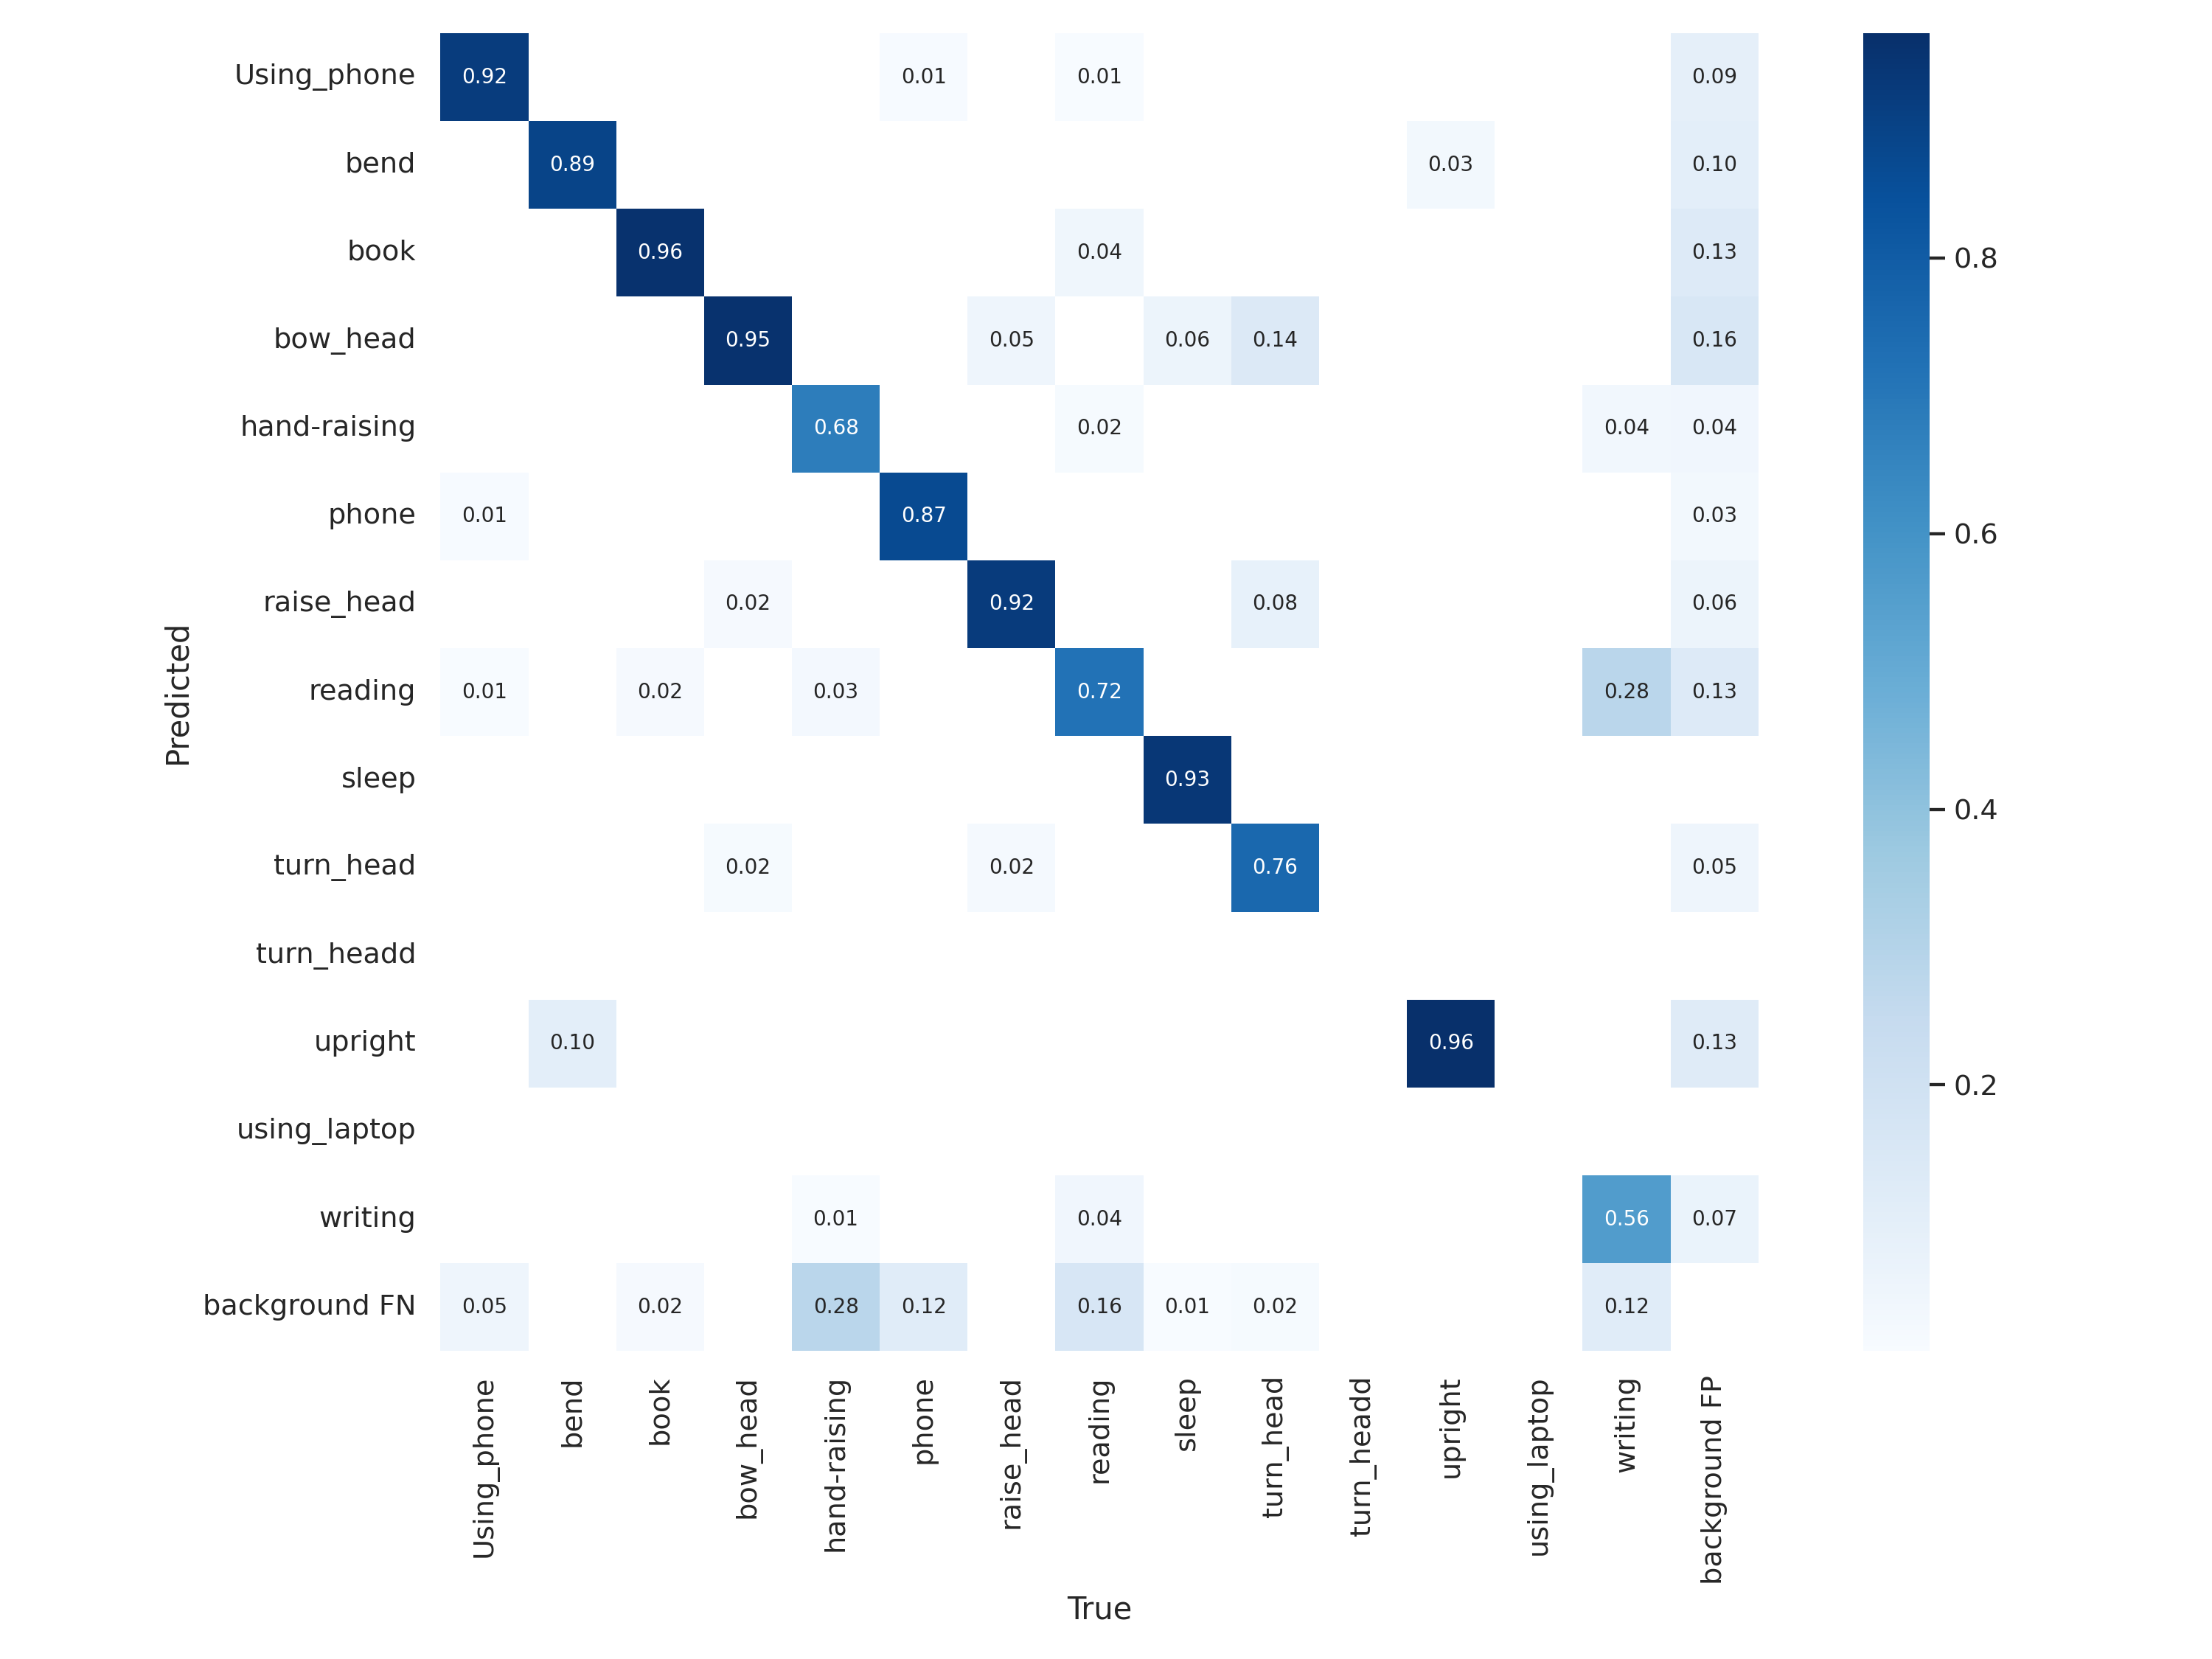 Using_phone 0.92 0.01 0.01 0.09
bend 0.89 0.03 0.10
book 0.96 0.04 0.13 0.8
bow_head 0.95 0.05 0.06 0.14 0.16
hand-raising 0.68 0.02 0.04 0.04
phone 0.01 0.87 0.03 0.6
raise_head 0.02 0.92 0.08 0.06
Predicted
reading 0.01 0.02 0.03 0.72 0.28 0.13
sleep 0.93 0.4
turn_head 0.02 0.02 0.76 0.05
turn_headd
upright 0.10 0.96 0.13 0.2
using_laptop
writing 0.01 0.04 0.56 0.07
background FN 0.05 0.02 0.28 0.12 0.16 0.01 0.02 0.12
Using_phone bend book bow_head hand-raising phone raise_head reading sleep turn_head turn_headd upright using_laptop writing background FP
True